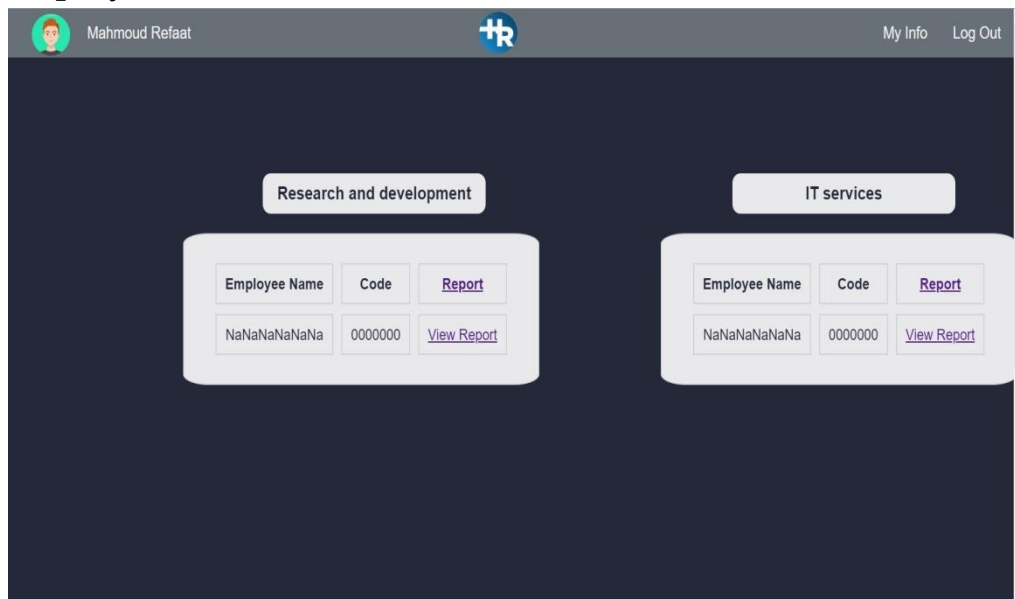 Mahmoud Refaat HR My Info Log Out
Research and development
IT services
Employee Name Code Report
NaNaNaNaNaNa 0000000 View Report
Employee Name Code Report
NaNaNaNaNaNa 0000000 View Report